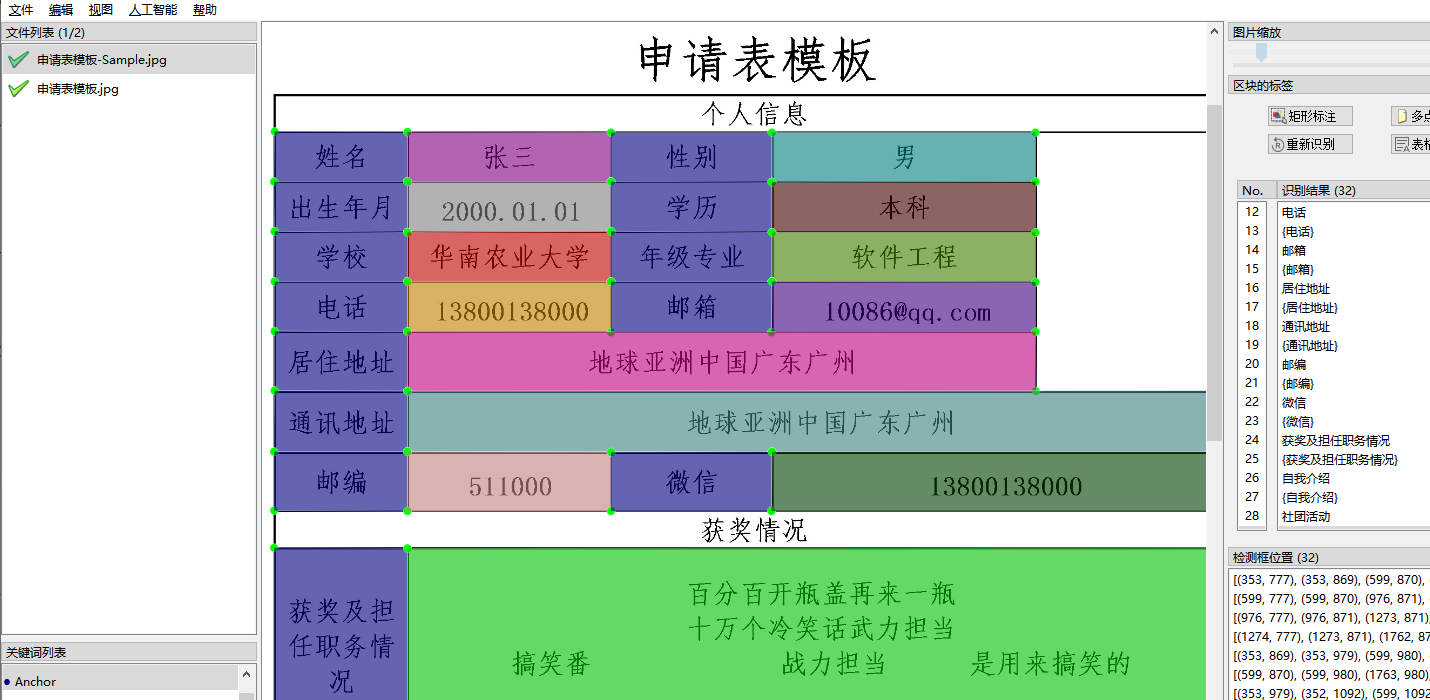 文件 编辑 视图 人工智能 帮助
文件列表 (1/2)
申请表模板-Sample.jpg
申请表模板.jpg
关键词列表
Anchor
申请表模板
个人信息
姓名 张三 性别 男
出生年月 2000.01.01 学历 本科
学校 华南农业大学 年级专业 软件工程
电话 13800138000 邮箱 10086@qq.com
居住地址 地球亚洲中国广东广州
通讯地址 地球亚洲中国广东广州
邮编 511000 微信 13800138000
获奖情况
获奖及担
任职务情
况
百分百开瓶盖再来一瓶
十万个冷笑话武力担当
搞笑番 战力担当 是用来搞笑的
图片缩放
区块的标签
矩形标注 多点
重新识别 表格
No. 识别结果 (32)
12 电话
13 {电话}
14 邮箱
15 {邮箱}
16 居住地址
17 {居住地址}
18 通讯地址
19 {通讯地址}
20 邮编
21 {邮编}
22 微信
23 {微信}
24 获奖及担任职务情况
25 {获奖及担任职务情况}
26 自我介绍
27 {自我介绍}
28 社团活动
检测框位置 (32)
[(353, 777), (353, 869), (599, 870),
[(599, 777), (599, 870), (976, 871),
[(976, 777), (976, 871), (1273, 871),
[(1274, 777), (1273, 871), (1762, 87
[(353, 869), (353, 979), (599, 980),
[(599, 870), (599, 980), (1763, 980),
[(353, 979), (352, 1092), (599, 1092